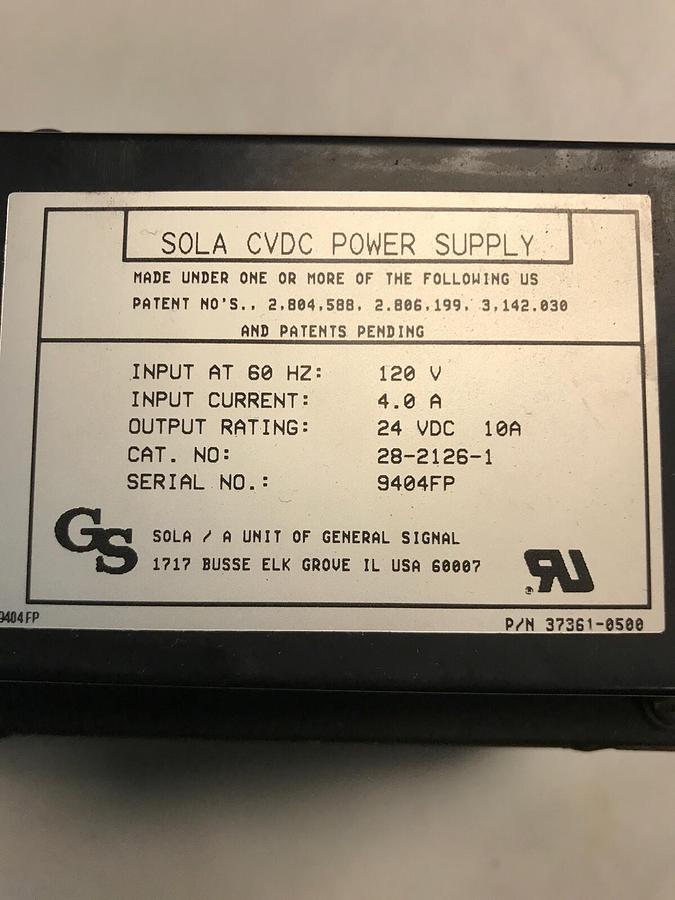 SOLA CVDC POWER SUPPLY
MADE UNDER ONE OR MORE OF THE FOLLOWING US
PATENT NO'S., 2,804,588, 2,806,199, 3,142,030
AND PATENTS PENDING
INPUT AT 60 HZ: 120 V
INPUT CURRENT: 4.0 A
OUTPUT RATING: 24 VDC 10A
CAT. NO: 28-2126-1
SERIAL NO.: 9404FP
GS
SOLA / A UNIT OF GENERAL SIGNAL
1717 BUSSE ELK GROVE IL USA 60007
RU
®
9404FP
P/N 37361-0500